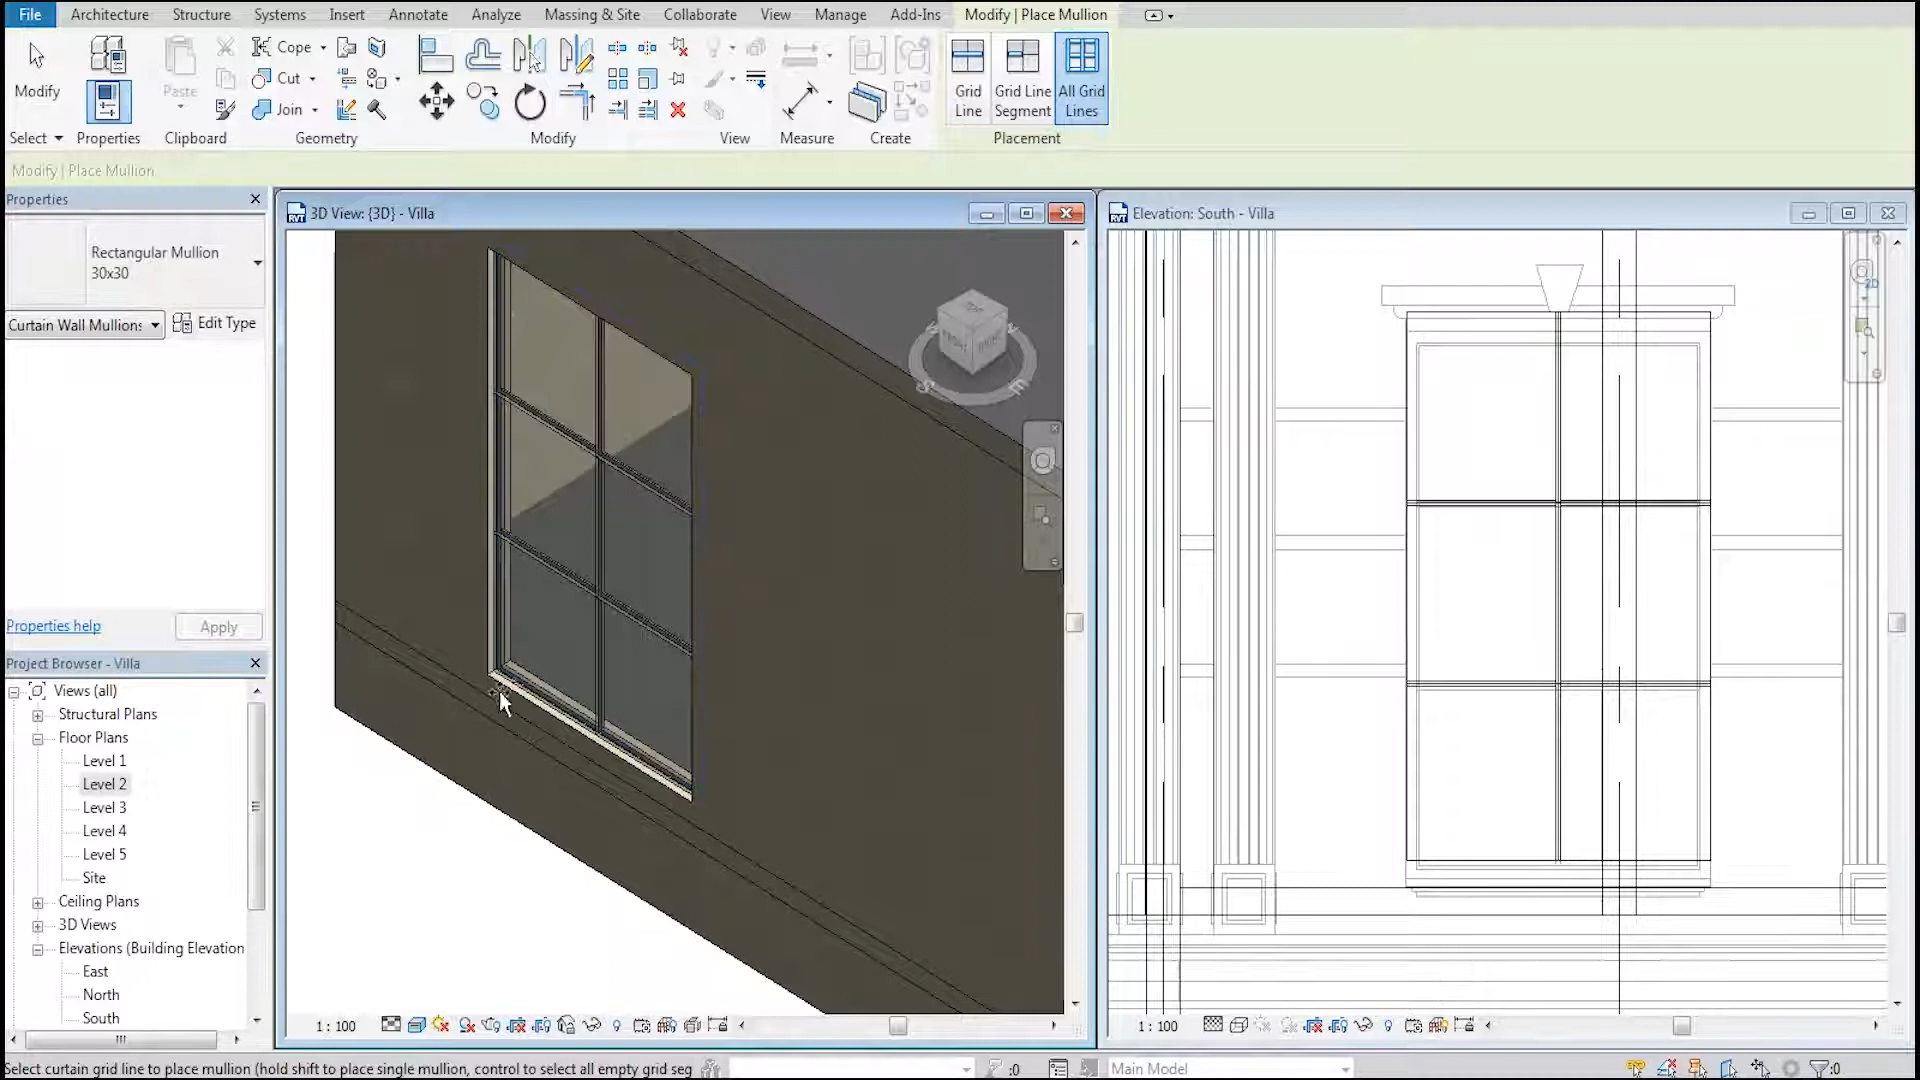 File Architecture Structure Systems Insert Annotate Analyze Massing & Site Collaborate View Manage Add-Ins Modify | Place Mullion
Modify
Paste
Cope
Cut
Join
Grid Line
Grid Line Segment
All Grid Lines
Select Properties Clipboard Geometry Modify View Measure Create Placement
Modify | Place Mullion
Properties
Rectangular Mullion
30x30
Curtain Wall Mullions
Edit Type
Properties help
Apply
Project Browser - Villa
Views (all)
Structural Plans
Floor Plans
Level 1
Level 2
Level 3
Level 4
Level 5
Site
Ceiling Plans
3D Views
Elevations (Building Elevation
East
North
South
3D View: {3D} - Villa
FRONT
S
E
1 : 100
Elevation: South - Villa
2D
1 : 100
Select curtain grid line to place mullion (hold shift to place single mullion, control to select all empty grid seg
:0
Main Model
:0